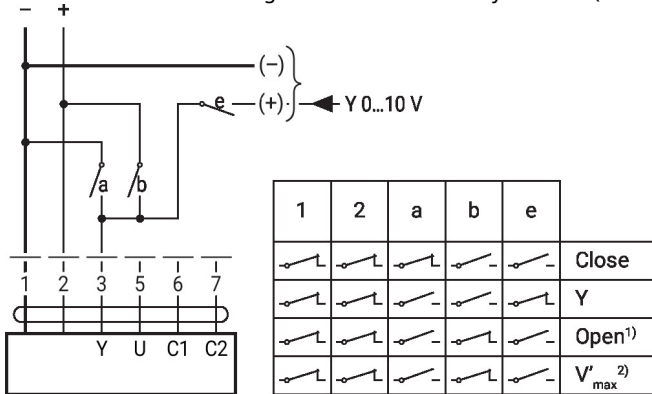 − +
(−)
e (+) Y 0...10 V
a b
1 2 3 5 6 7
Y U C1 C2
1 2 a b e
Close
Y
Open¹⁾
V'max²⁾